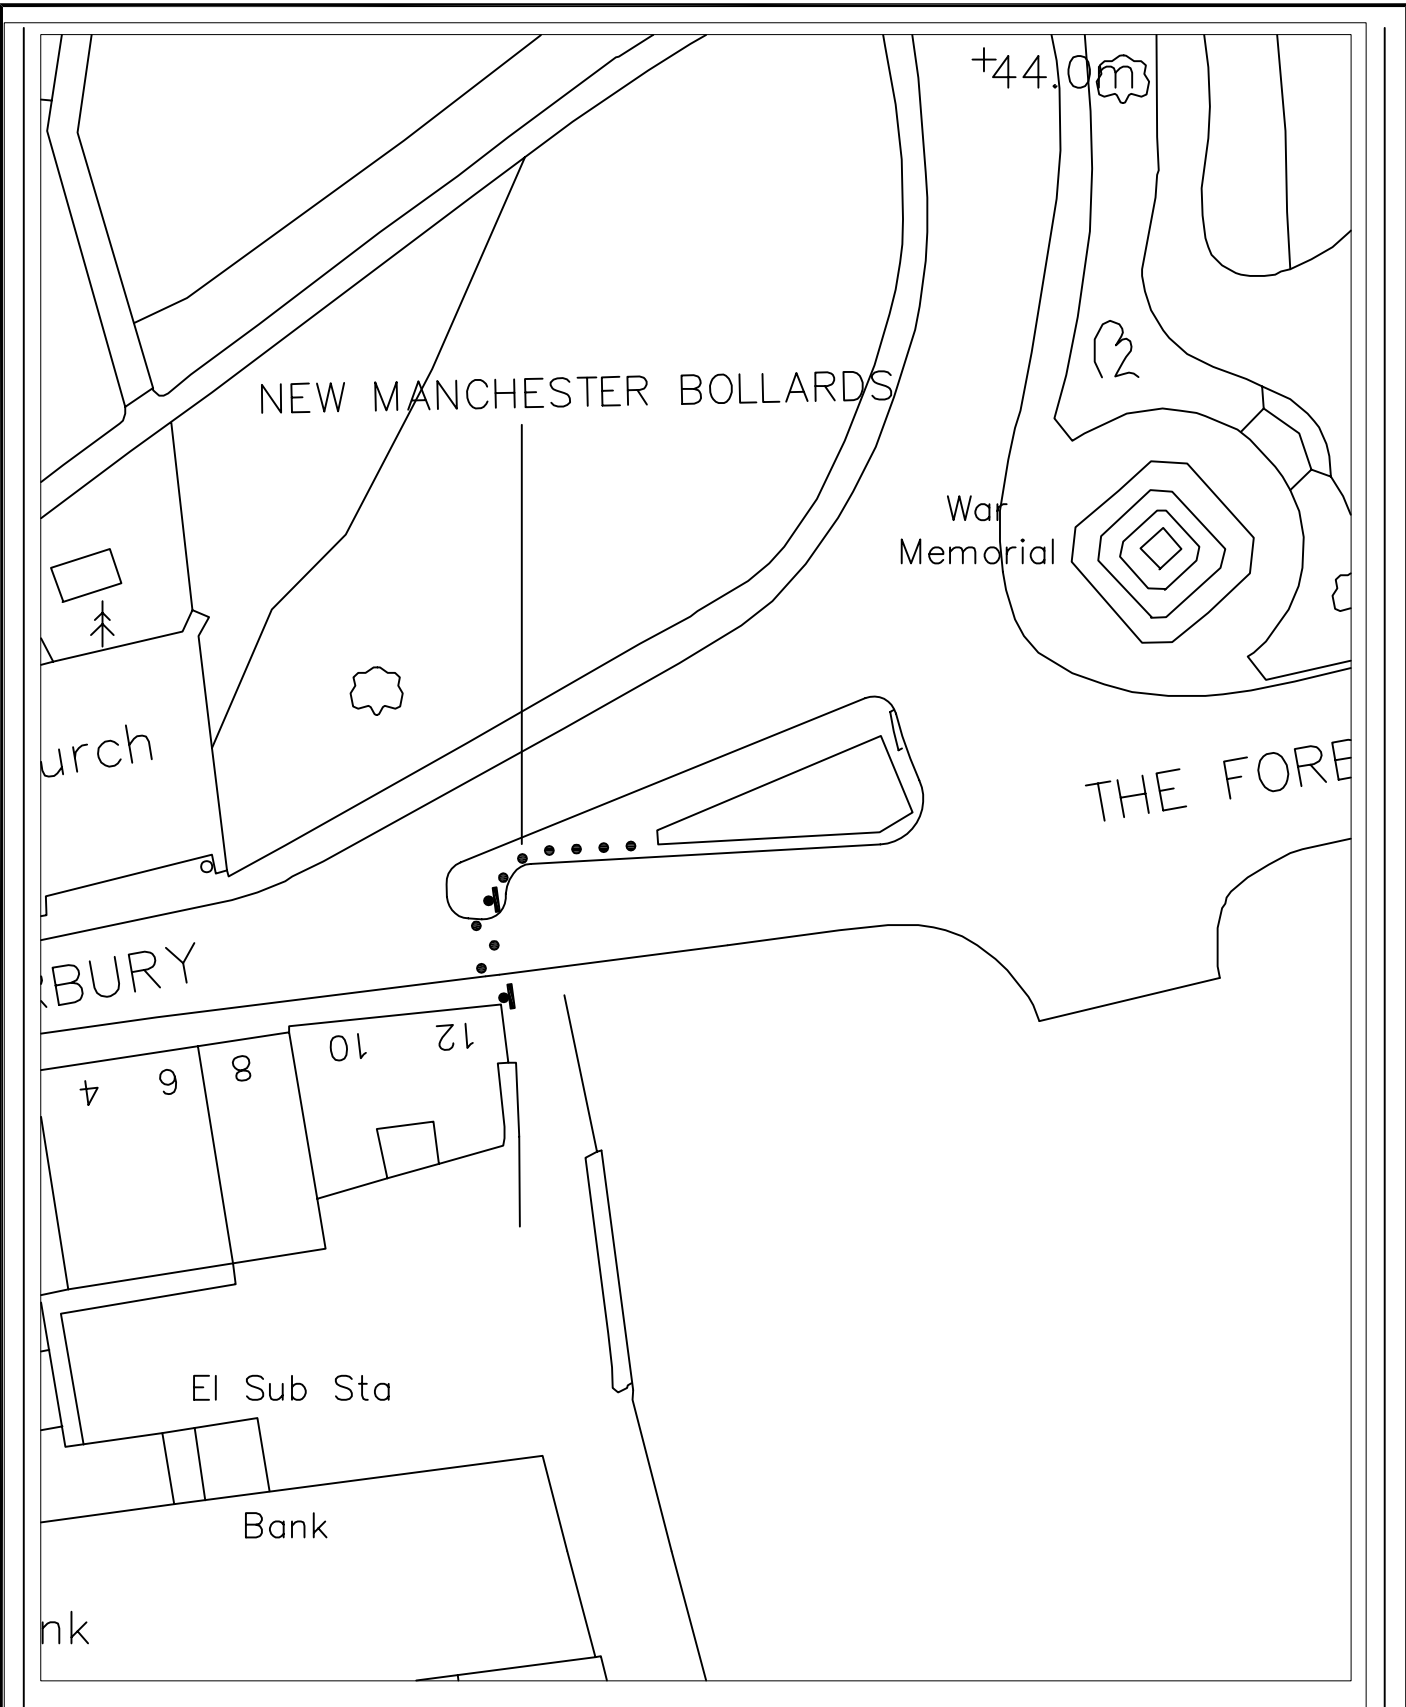 +44.0m
NEW MANCHESTER BOLLARDS
War
Memorial
urch
THE FORE
RBURY
4 6 8 10 12
El Sub Sta
Bank
nk